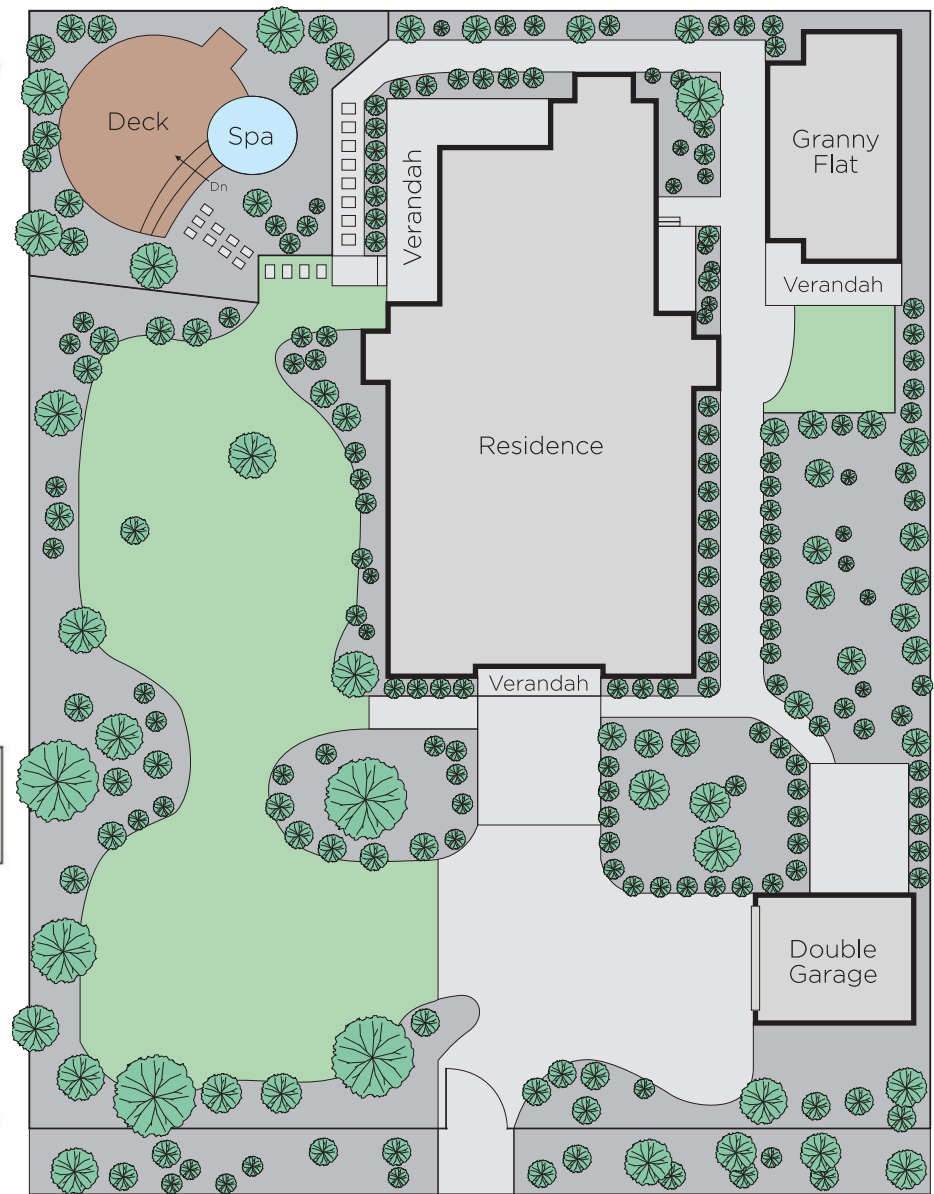 Deck
Spa
Dn
Verandah
Granny
Flat
Verandah
Residence
Verandah
Double
Garage